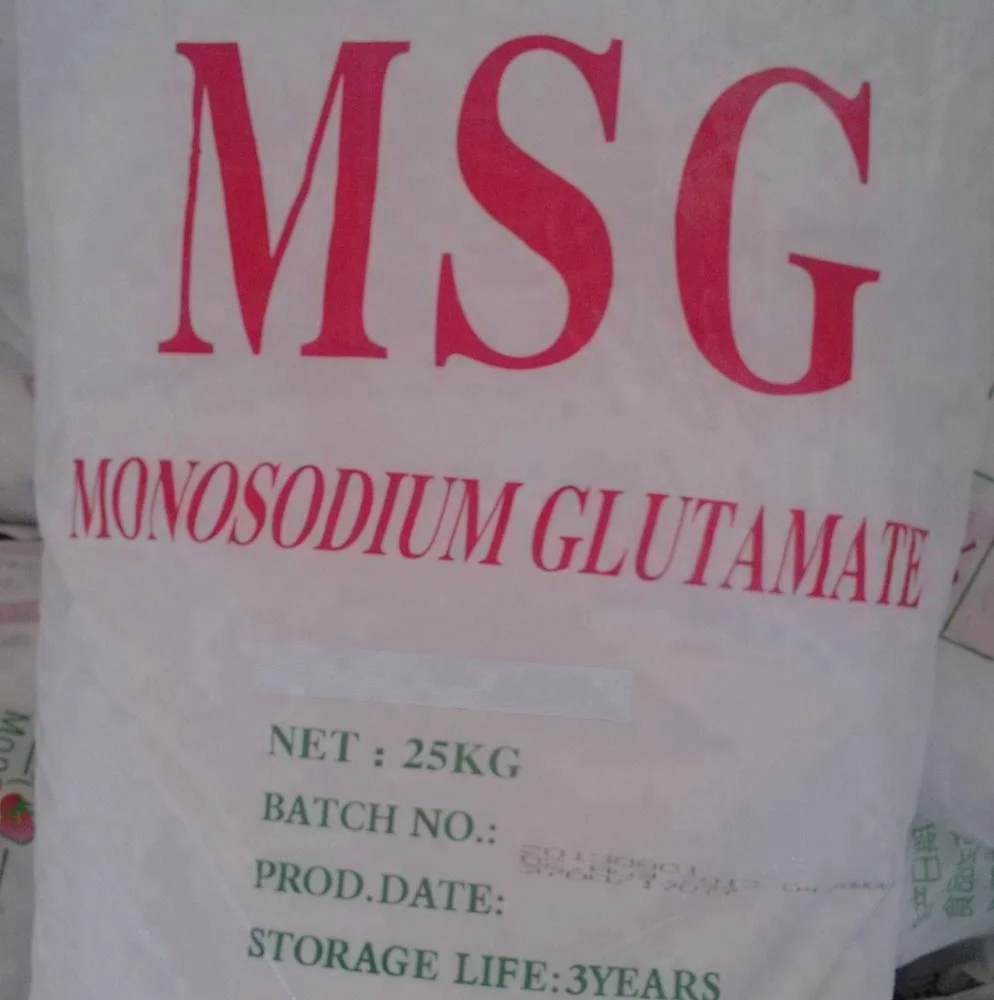 MSG
MONOSODIUM GLUTAMATE
NET : 25KG
BATCH NO.:
PROD.DATE:
STORAGE LIFE:3YEARS